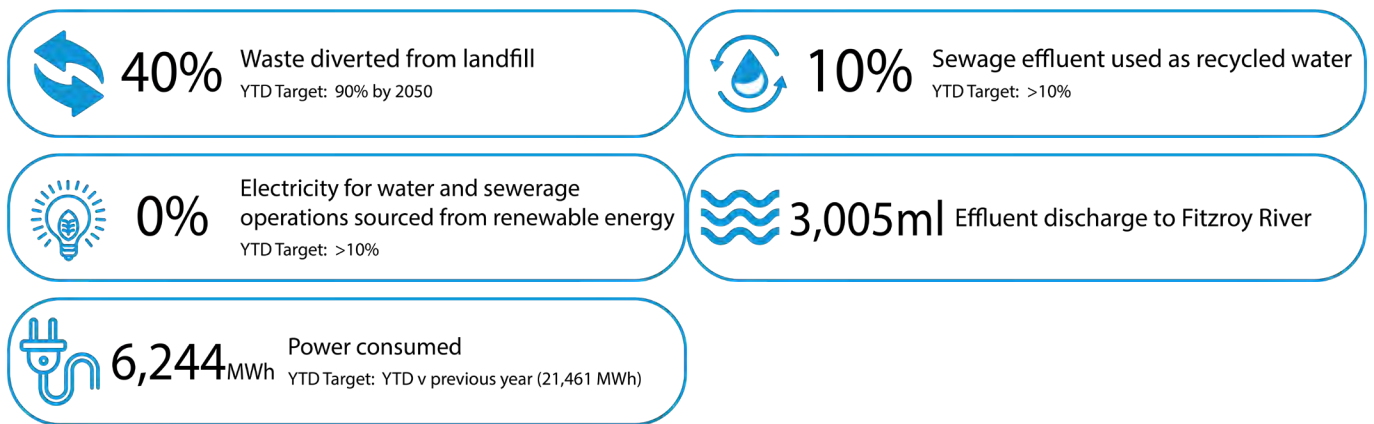 40%
Waste diverted from landfill
YTD Target: 90% by 2050
10%
Sewage effluent used as recycled water
YTD Target: >10%
0%
Electricity for water and sewerage
operations sourced from renewable energy
YTD Target: >10%
3,005ml
Effluent discharge to Fitzroy River
6,244MWh
Power consumed
YTD Target: YTD v previous year (21,461 MWh)